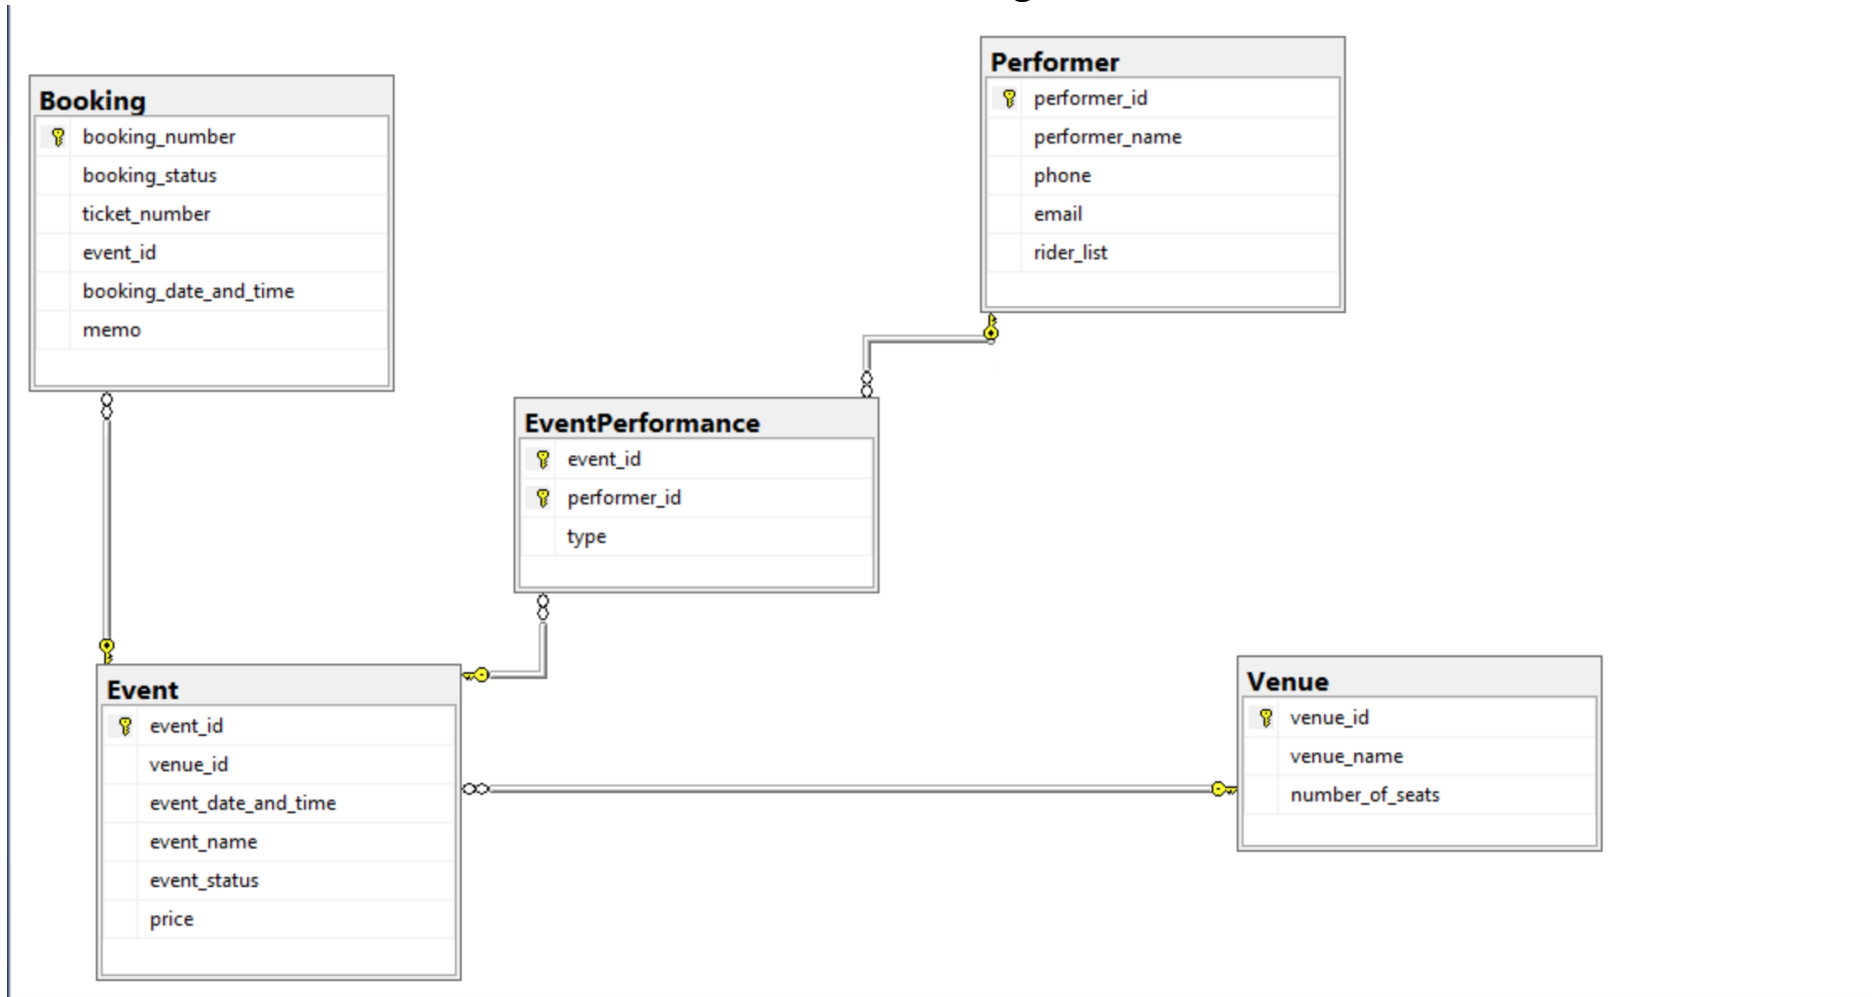 Booking
booking_number
booking_status
ticket_number
event_id
booking_date_and_time
memo
Performer
performer_id
performer_name
phone
email
rider_list
EventPerformance
event_id
performer_id
type
Event
event_id
venue_id
event_date_and_time
event_name
event_status
price
Venue
venue_id
venue_name
number_of_seats